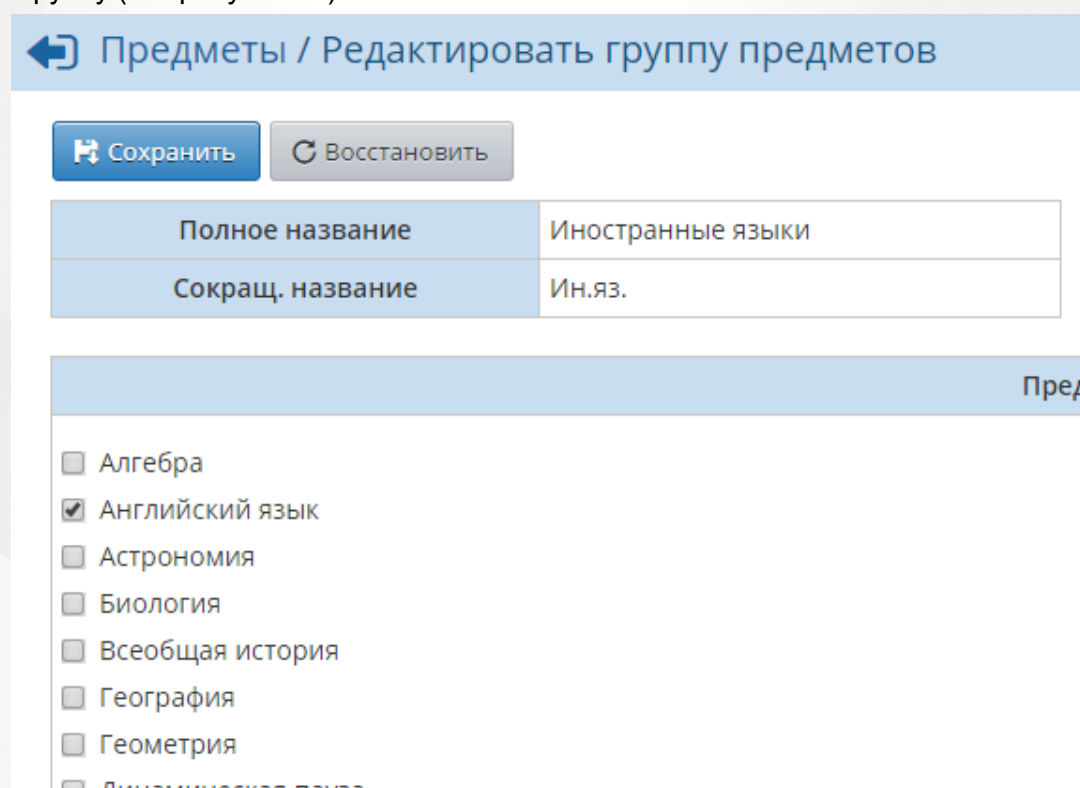 Предметы / Редактировать группу предметов
Сохранить Восстановить
Полное название Иностранные языки
Сокращ. название Ин.яз.
Пред
Алгебра
Английский язык
Астрономия
Биология
Всеобщая история
География
Геометрия